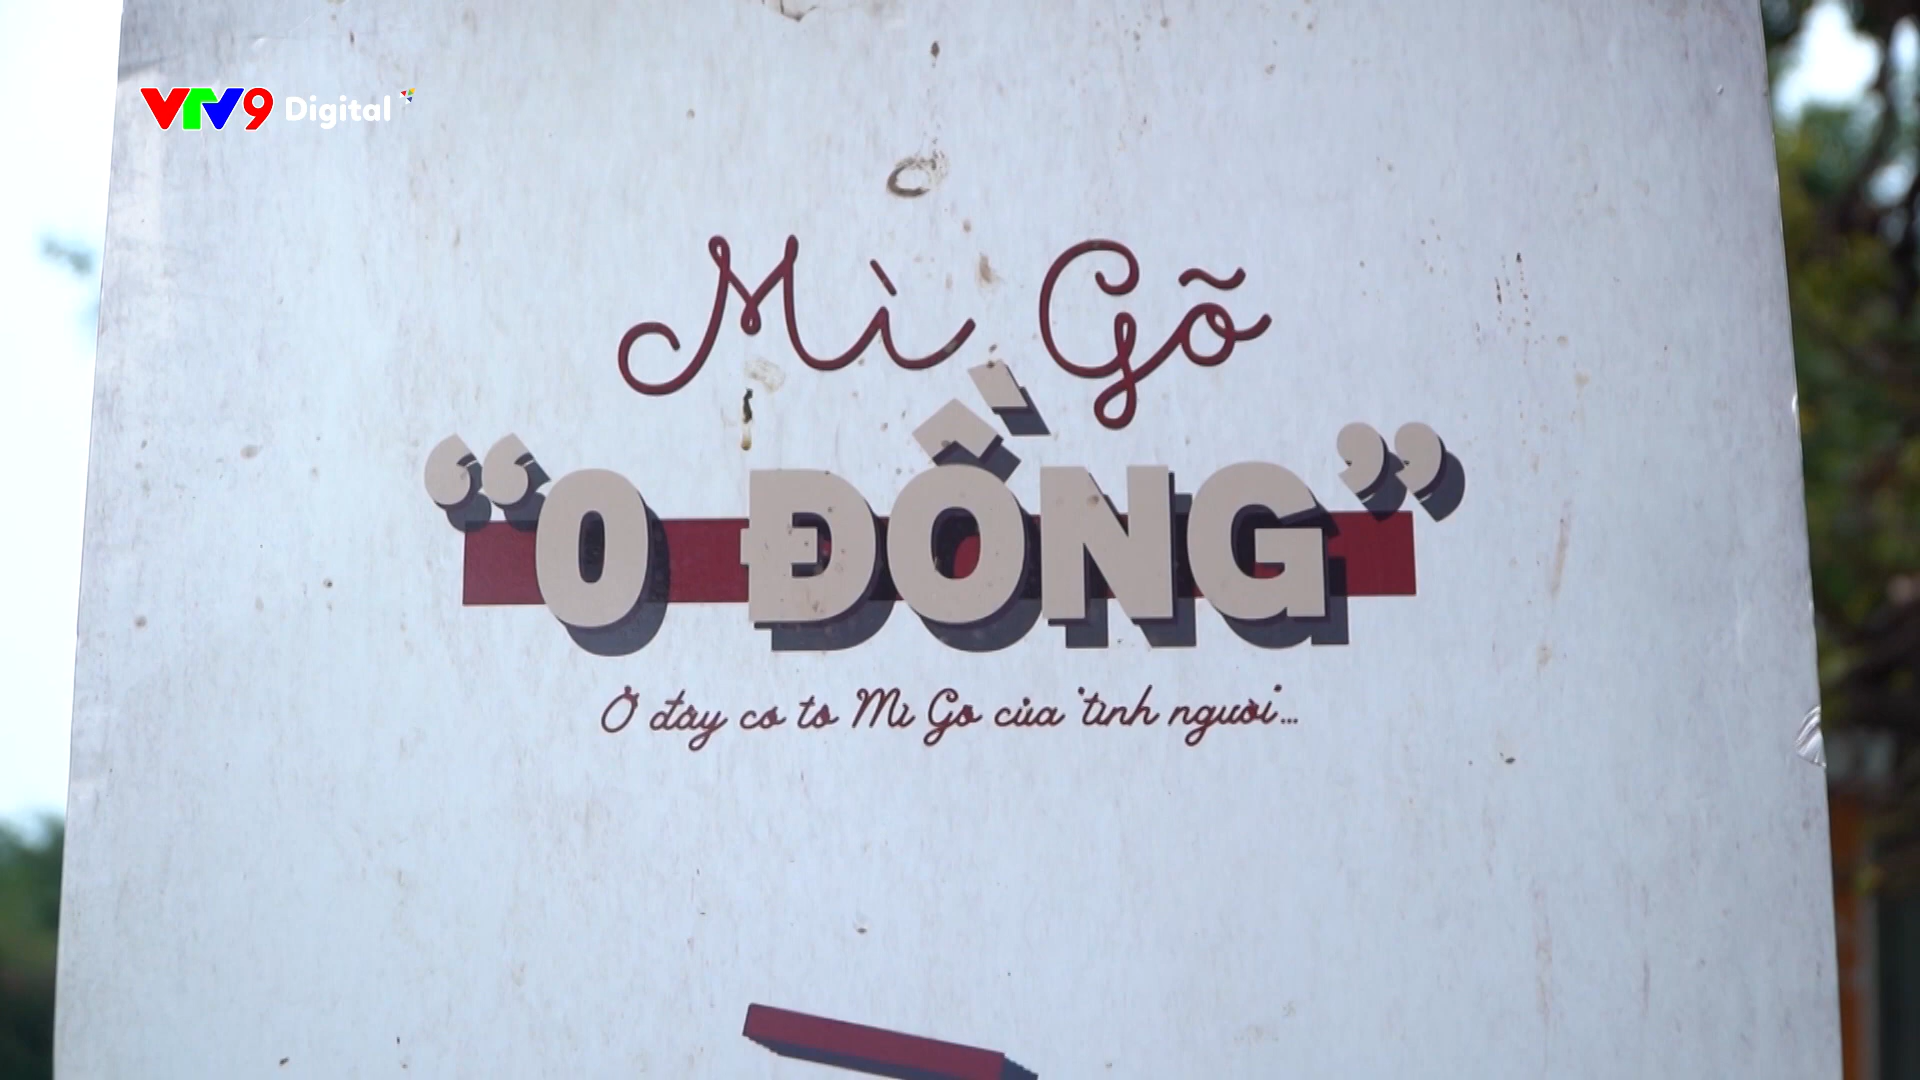 VTV9 Digital
Mì Gõ
“0 ĐỒNG”
Ở đây có tô Mì Gõ của 'tình người'...